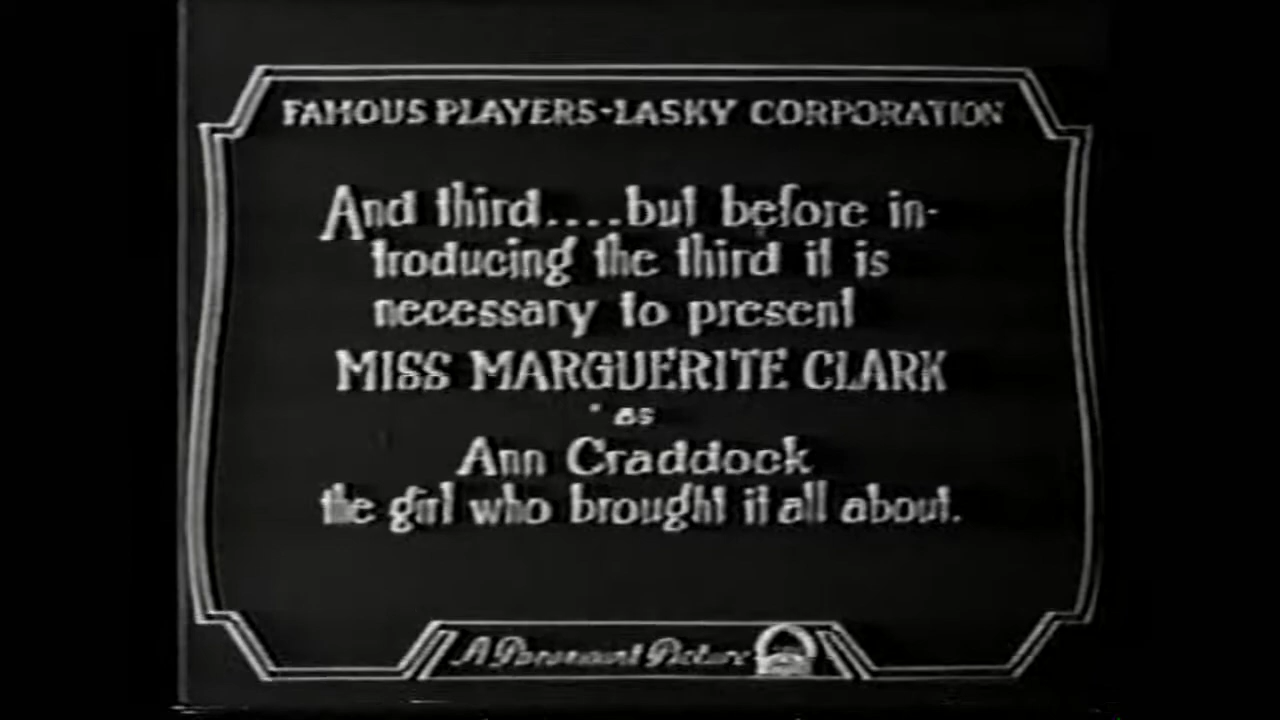 FAMOUS PLAYERS-LASKY CORPORATION
And third....but before in-
troducing the third it is
necessary to present
MISS MARGUERITE CLARK
as
Ann Craddock
the girl who brought it all about.
A Paramount Picture